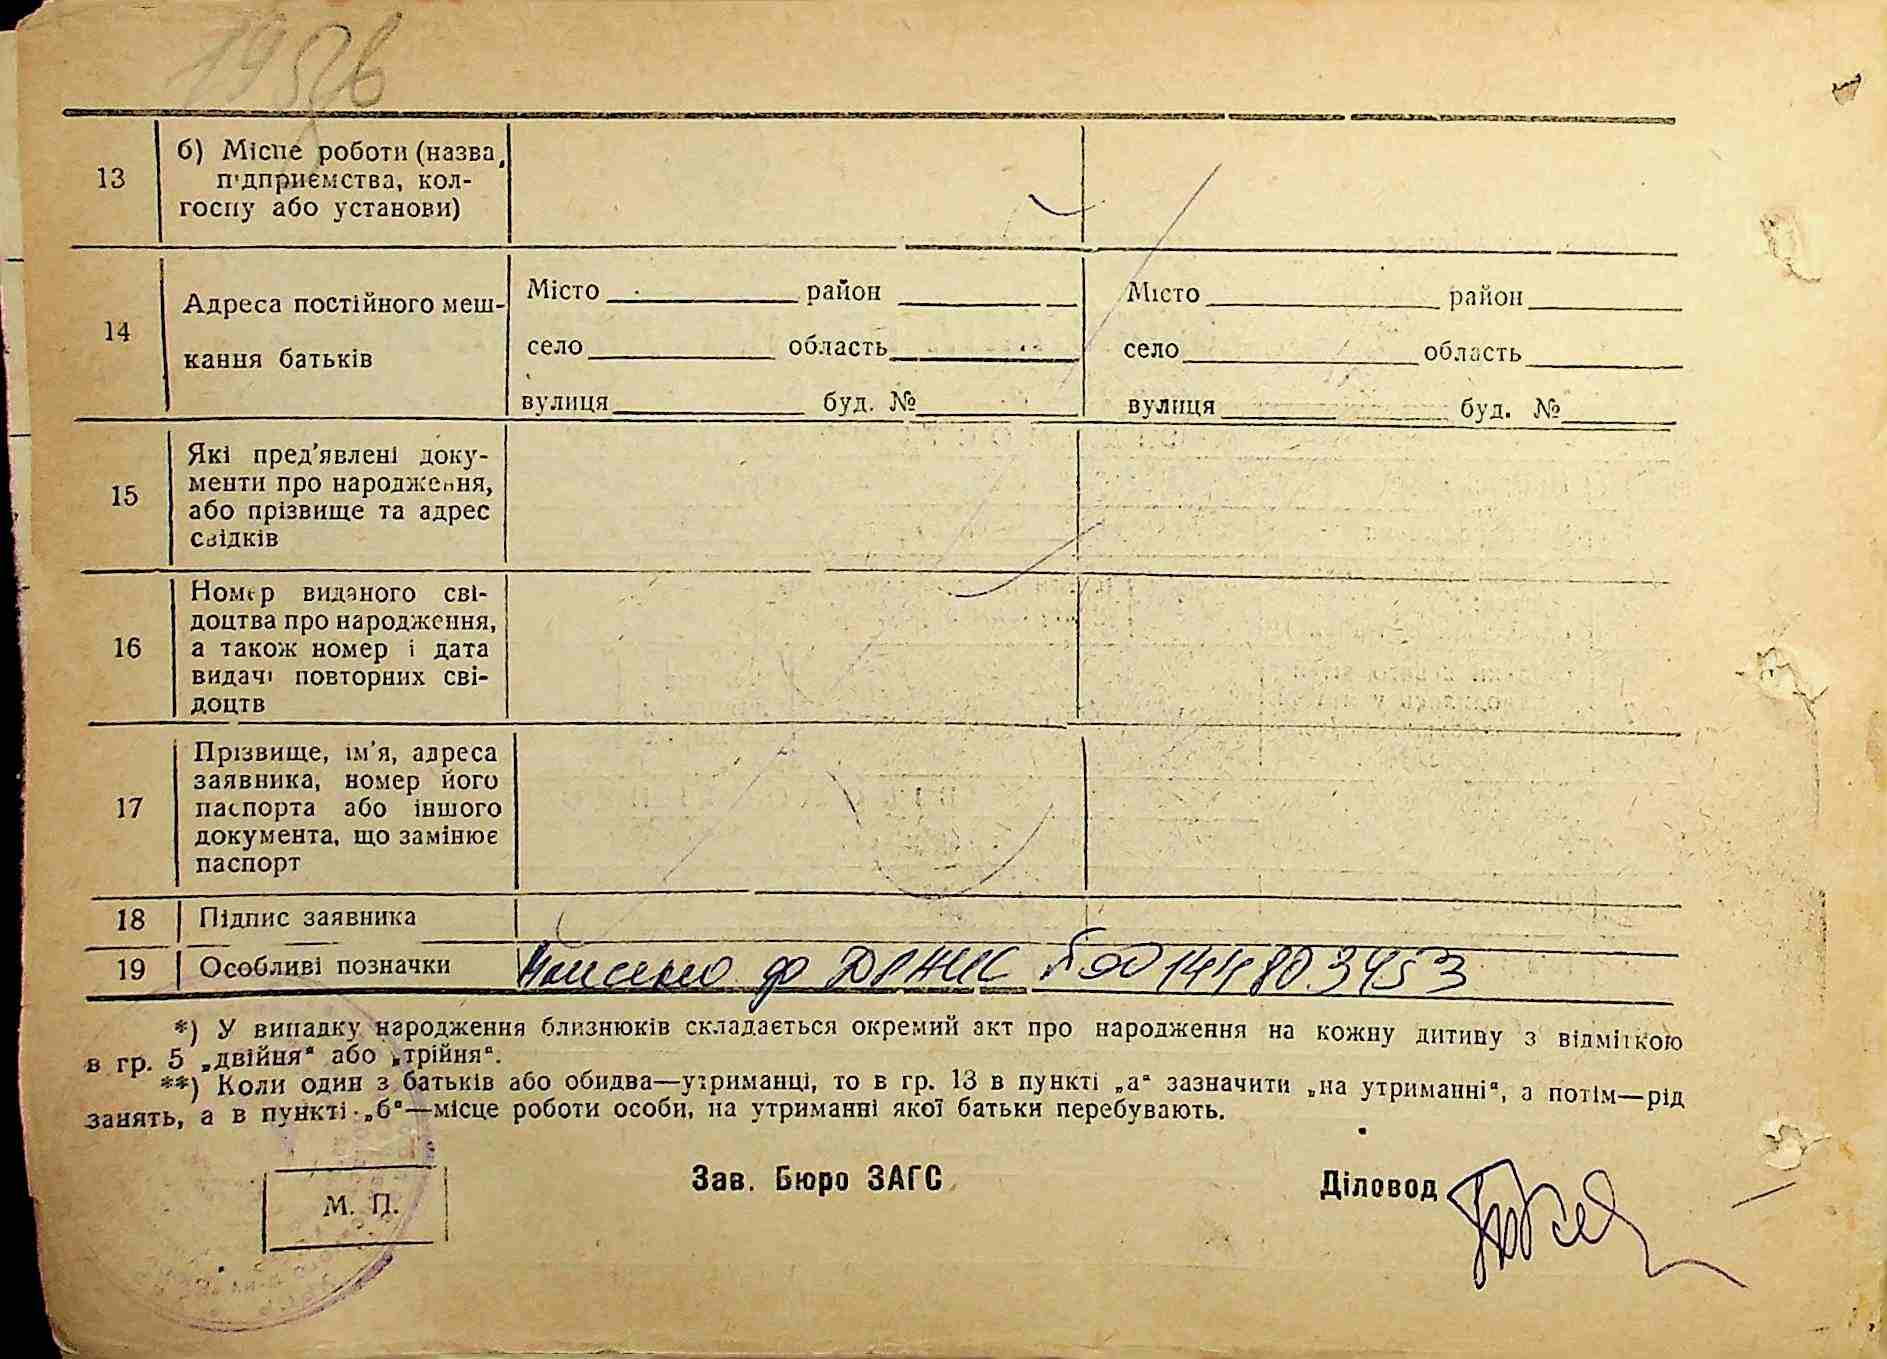 13
б) Місце роботи (назва,
підприємства, кол-
госпу або установи)
14
Адреса постійного меш-
кання батьків
Місто район
село область
вулиця буд. №
Місто район
село область
вулиця буд. №
15
Які пред'явлені доку-
менти про народження,
або прізвище та адрес
свідків
16
Номер виданого сві-
доцтва про народження,
а також номер і дата
видачі повторних сві-
доцтв
17
Прізвище, ім'я, адреса
заявника, номер його
паспорта або іншого
документа, що замінює
паспорт
18 Підпис заявника
19 Особливі позначки
до
*) У випадку народження близнюків складається окремий акт про народження на кожну дитину з відміткою
в гр. 5 „двійня“ або „трійня“.
**) Коли один з батьків або обидва—утриманці, то в гр. 13 в пункті „а“ зазначити „на утриманні“, а потім—рід
занять, а в пункті „б“—місце роботи особи, на утриманні якої батьки перебувають.
М. П.
Зав. Бюро ЗАГС
Діловод